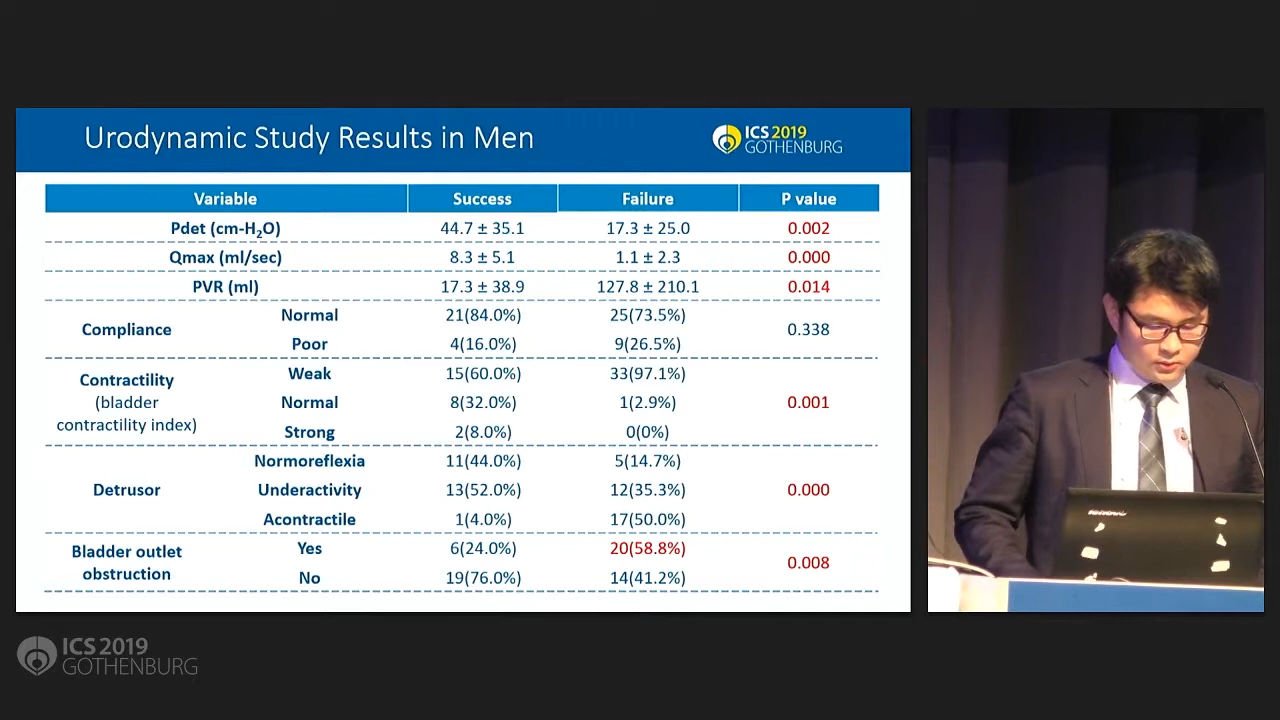 Urodynamic Study Results in Men
ICS 2019
GOTHENBURG
Variable Success Failure P value
Pdet (cm-H₂O) 44.7 ± 35.1 17.3 ± 25.0 0.002
Qmax (ml/sec) 8.3 ± 5.1 1.1 ± 2.3 0.000
PVR (ml) 17.3 ± 38.9 127.8 ± 210.1 0.014
Compliance Normal 21(84.0%) 25(73.5%) 0.338
Poor 4(16.0%) 9(26.5%)
Contractility Weak 15(60.0%) 33(97.1%)
(bladder Normal 8(32.0%) 1(2.9%) 0.001
contractility index) Strong 2(8.0%) 0(0%)
Normoreflexia 11(44.0%) 5(14.7%)
Detrusor Underactivity 13(52.0%) 12(35.3%) 0.000
Acontractile 1(4.0%) 17(50.0%)
Bladder outlet Yes 6(24.0%) 20(58.8%) 0.008
obstruction No 19(76.0%) 14(41.2%)
ICS 2019
GOTHENBURG